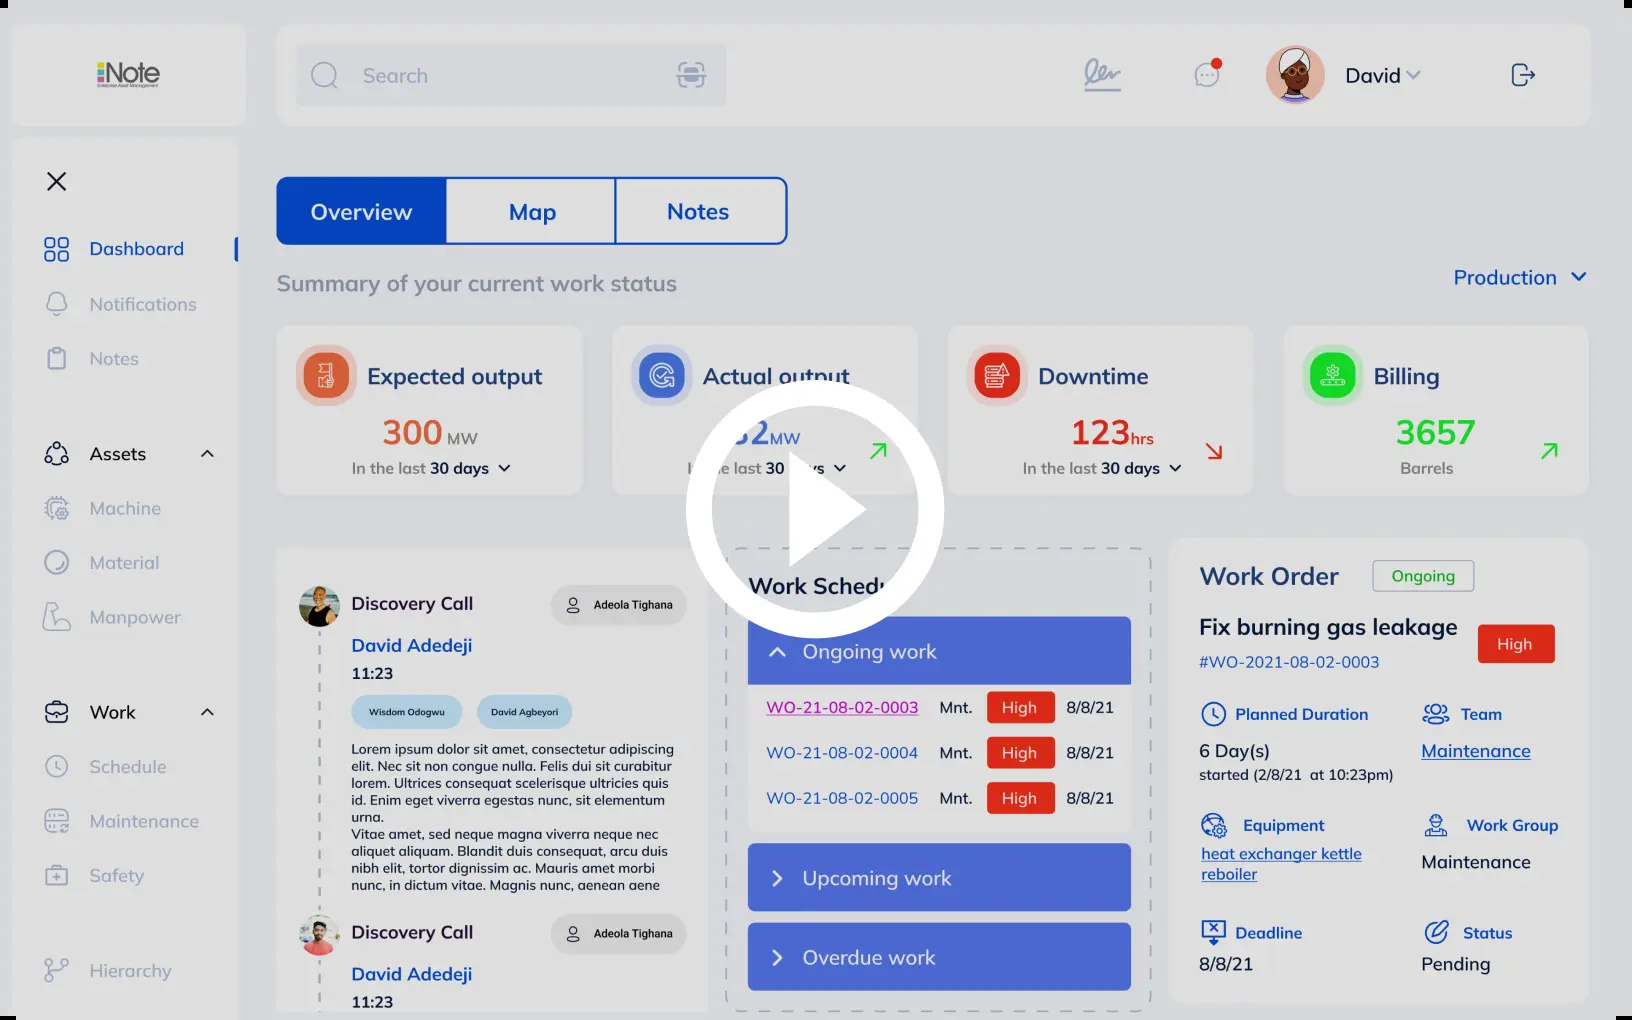 iNote
Enterprise Asset Management
Search
David
Dashboard
Notifications
Notes
Assets
Machine
Material
Manpower
Work
Schedule
Maintenance
Safety
Hierarchy
Overview
Map
Notes
Summary of your current work status
Production
Expected output
300 MW
In the last 30 days
Actual output
2MW
last 30
Downtime
123hrs
In the last 30 days
Billing
3657
Barrels
Discovery Call
Adeola Tighana
David Adedeji
11:23
Wisdom Odogwu
David Agbeyori
Lorem ipsum dolor sit amet, consectetur adipiscing
elit. Nec sit non congue nulla. Felis dui sit curabitur
lorem. Ultrices consequat scelerisque ultricies quis
id. Enim eget viverra egestas nunc, sit elementum
urna.
Vitae amet, sed neque magna viverra neque nec
aliquet aliquam. Blandit duis consequat, arcu duis
nibh elit, tortor dignissim ac. Mauris amet morbi
nunc, in dictum vitae. Magnis nunc, aenean aene
Discovery Call
Adeola Tighana
David Adedeji
11:23
Work Schedu
Ongoing work
WO-21-08-02-0003 Mnt. High 8/8/21
WO-21-08-02-0004 Mnt. High 8/8/21
WO-21-08-02-0005 Mnt. High 8/8/21
Upcoming work
Overdue work
Work Order
Ongoing
Fix burning gas leakage
High
#WO-2021-08-02-0003
Planned Duration
6 Day(s)
started (2/8/21 at 10:23pm)
Team
Maintenance
Equipment
heat exchanger kettle
reboiler
Work Group
Maintenance
Deadline
8/8/21
Status
Pending